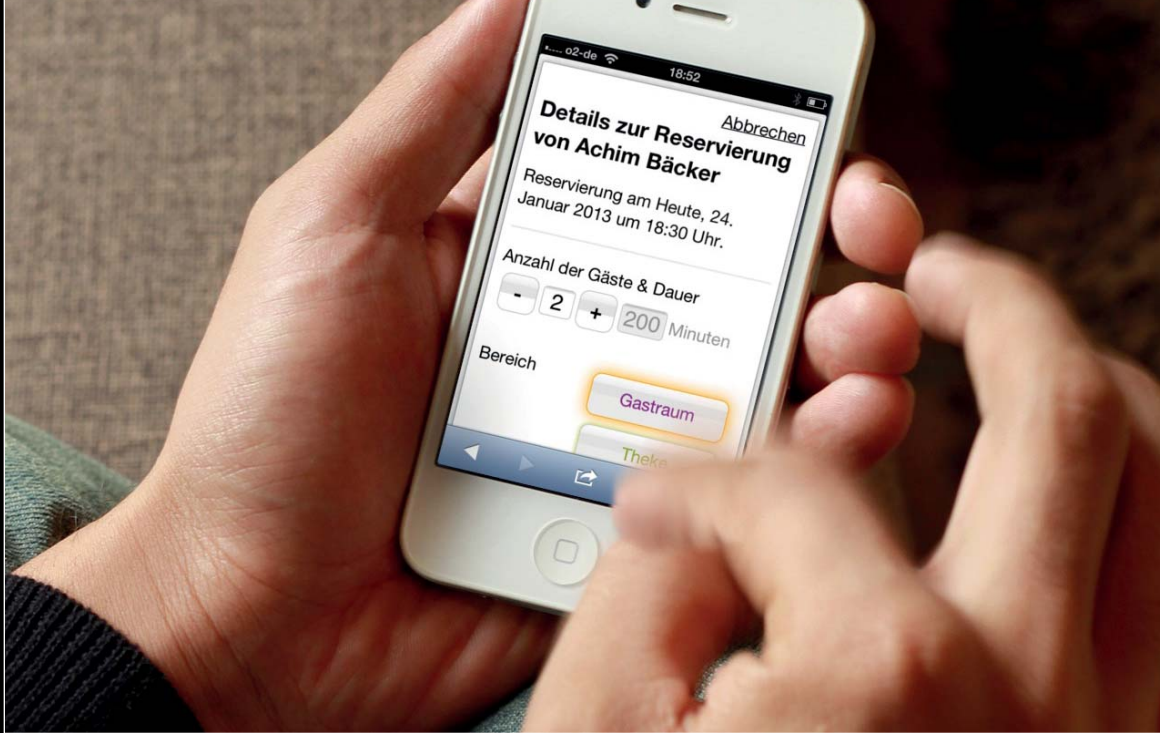 ..... o2-de
18:52
Abbrechen
Details zur Reservierung
von Achim Bäcker
Reservierung am Heute, 24.
Januar 2013 um 18:30 Uhr.
Anzahl der Gäste & Dauer
- 2 + 200 Minuten
Bereich
Gastraum
Theke